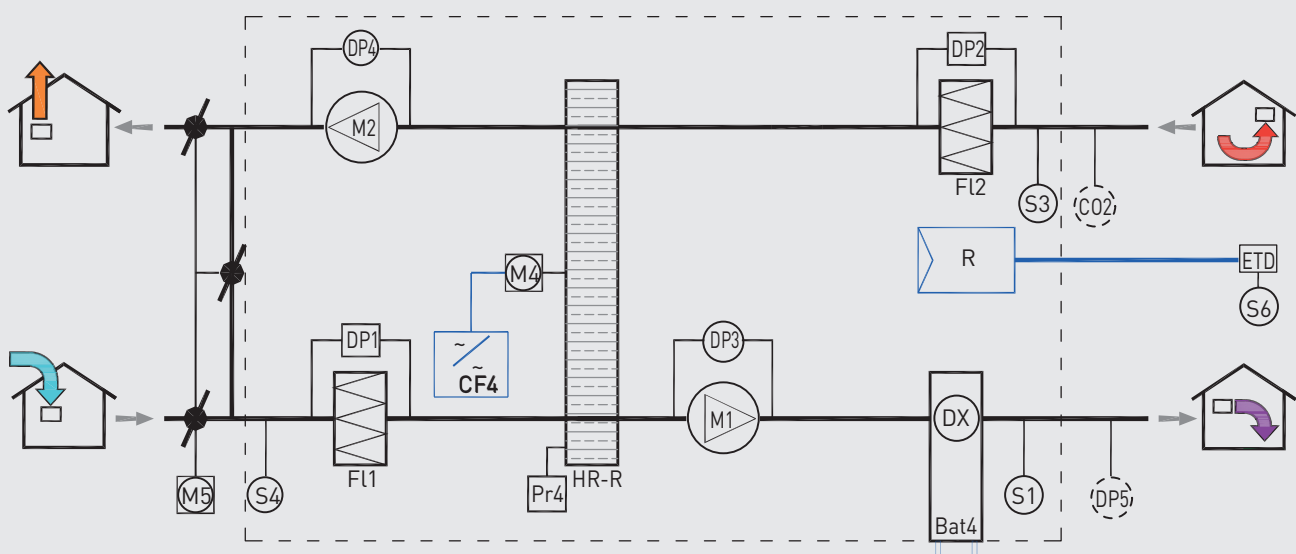 DP4
DP2
M2
Fl2
S3
CO2
R
ETD
S6
M4
~
~
CF4
DP1
DP3
M1
DX
Fl1
HR-R
M5
S4
Pr4
Bat4
S1
DP5